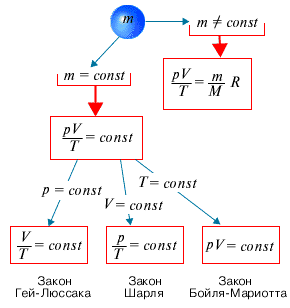 m
m ≠ const
m = const
pV/T = m/M R
pV/T = const
p = const
V = const
T = const
V/T = const
p/T = const
pV = const
Закон
Гей-Люссака
Закон
Шарля
Закон
Бойля-Мариотта